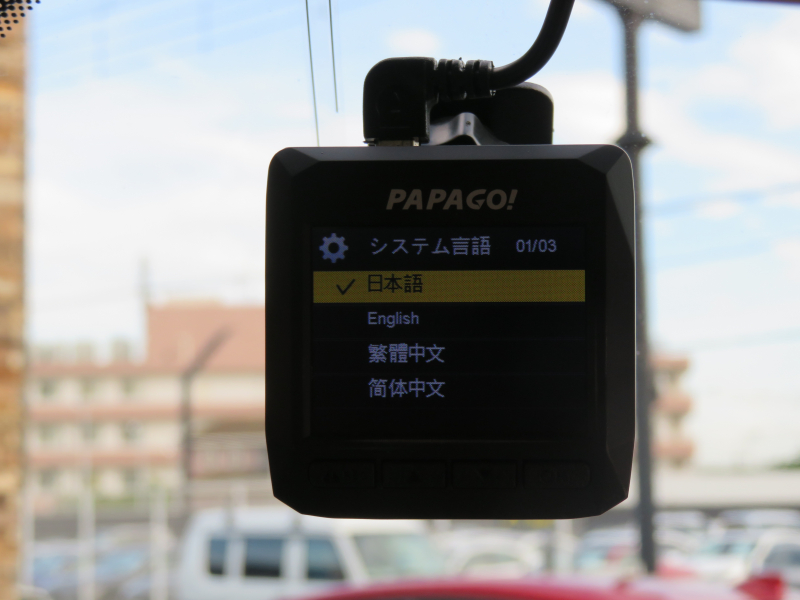 PAPAGO!
システム言語 01/03
日本語
English
繁體中文
简体中文